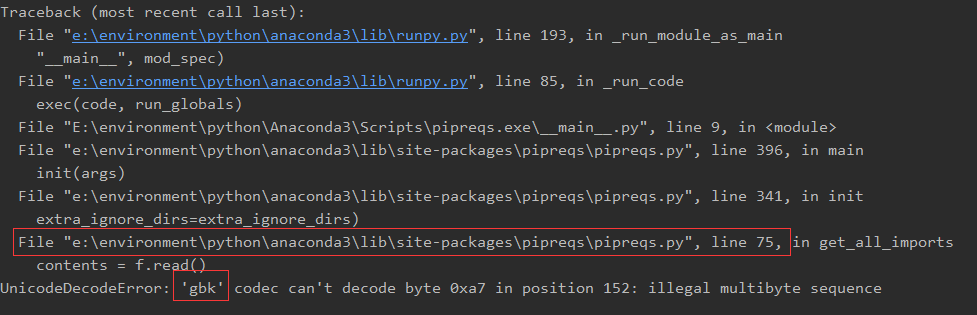 Traceback (most recent call last):
  File "e:\environment\python\anaconda3\lib\runpy.py", line 193, in _run_module_as_main
    "__main__", mod_spec)
  File "e:\environment\python\anaconda3\lib\runpy.py", line 85, in _run_code
    exec(code, run_globals)
  File "E:\environment\python\Anaconda3\Scripts\pipreqs.exe\__main__.py", line 9, in <module>
  File "e:\environment\python\anaconda3\lib\site-packages\pipreqs\pipreqs.py", line 396, in main
    init(args)
  File "e:\environment\python\anaconda3\lib\site-packages\pipreqs\pipreqs.py", line 341, in init
    extra_ignore_dirs=extra_ignore_dirs)
  File "e:\environment\python\anaconda3\lib\site-packages\pipreqs\pipreqs.py", line 75, in get_all_imports
    contents = f.read()
UnicodeDecodeError: 'gbk' codec can't decode byte 0xa7 in position 152: illegal multibyte sequence